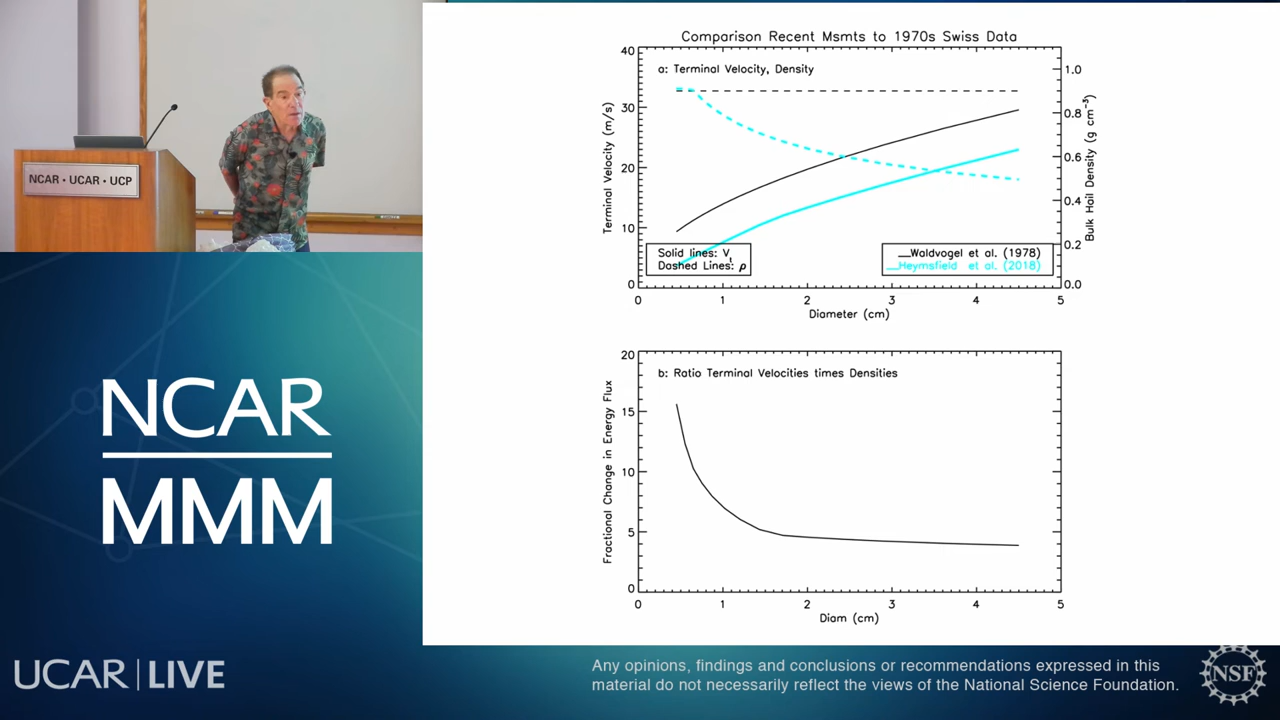 NCAR • UCAR • UCP
NCAR
MMM
UCAR | LIVE
Comparison Recent Msmts to 1970s Swiss Data
a: Terminal Velocity, Density
40
30
20
10
0
Terminal Velocity (m/s)
1.0
0.8
0.6
0.4
0.2
0.0
Bulk Hail Density (g cm⁻³)
Solid lines: Vt
Dashed Lines: ρ
Waldvogel et al. (1978)
Heymsfield et al. (2018)
0 1 2 3 4 5
Diameter (cm)
b: Ratio Terminal Velocities times Densities
20
15
10
5
0
Fractional Change in Energy Flux
0 1 2 3 4 5
Diam (cm)
Any opinions, findings and conclusions or recommendations expressed in this
material do not necessarily reflect the views of the National Science Foundation.
NSF